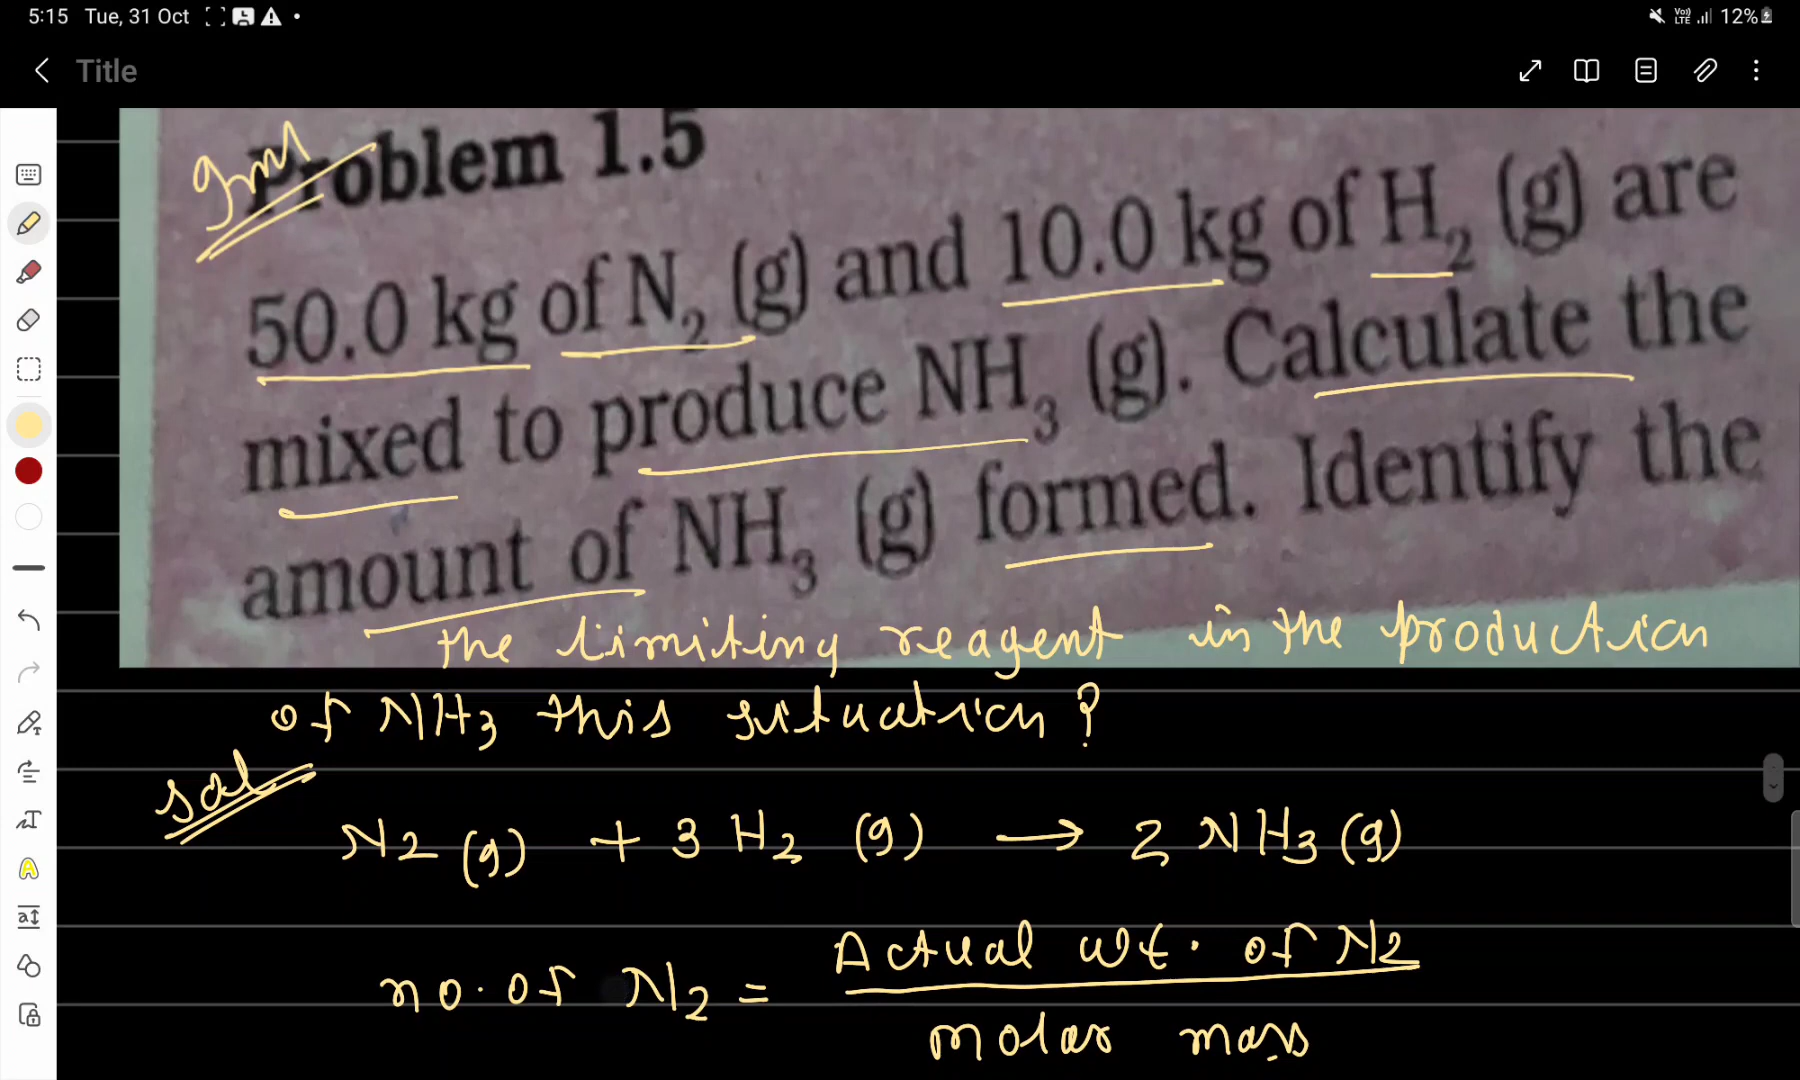 5:15 Tue, 31 Oct
Vo)) LTE 12%
Title
Problem 1.5
50.0 kg of N2 (g) and 10.0 kg of H2 (g) are
mixed to produce NH3 (g). Calculate the
amount of NH3 (g) formed. Identify the
the limiting reagent in the production
of NH3 this situation?
sol
N2 (g) + 3 H2 (g) → 2 NH3 (g)
no. of N2 = Actual wt. of N2
molar mass